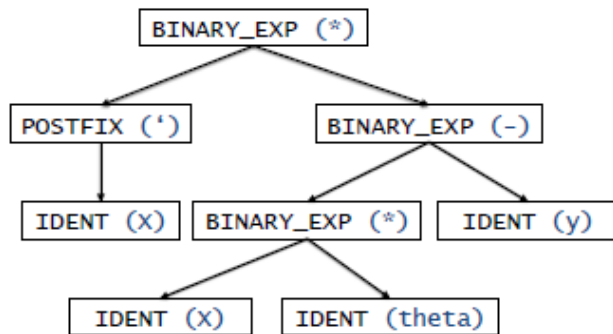 BINARY_EXP (*)
POSTFIX (‘) BINARY_EXP (-)
IDENT (X) BINARY_EXP (*) IDENT (y)
IDENT (X) IDENT (theta)